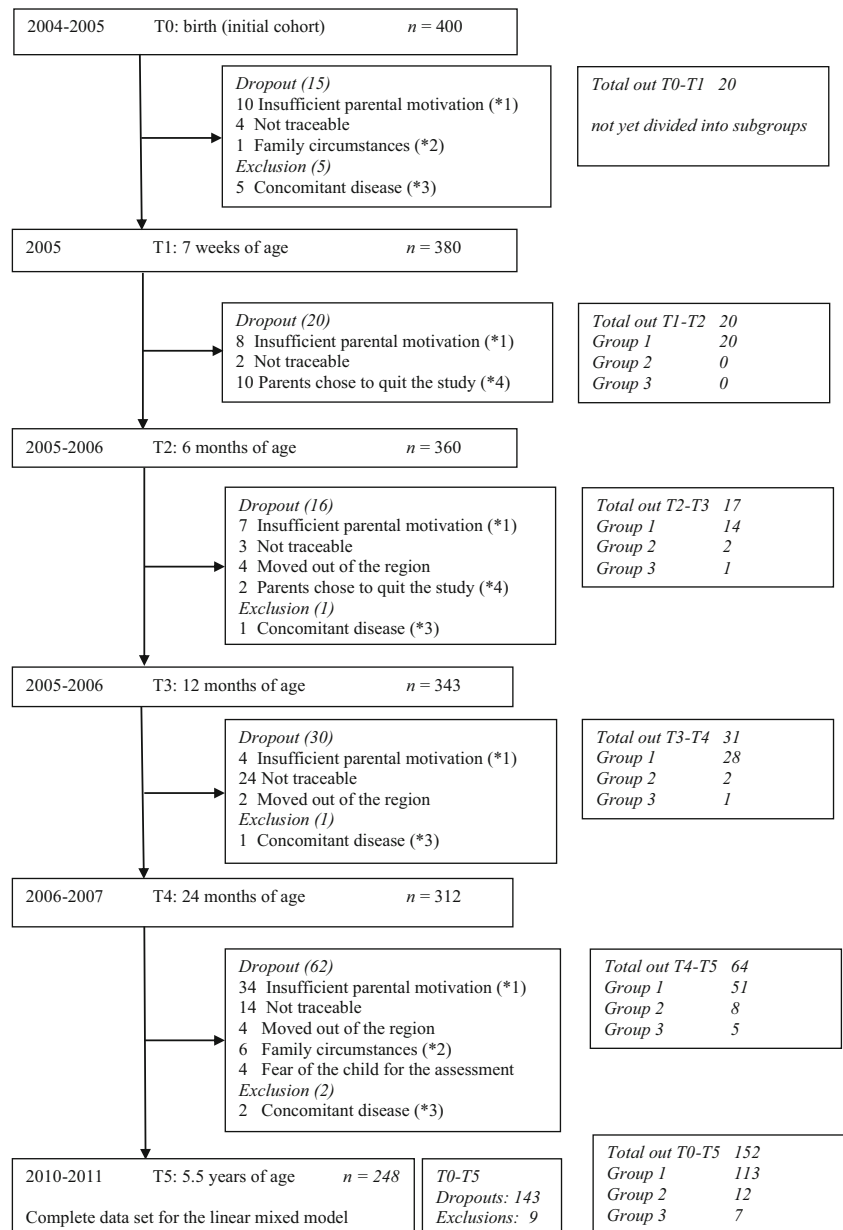 2004-2005 T0: birth (initial cohort) n = 400
Dropout (15)
10 Insufficient parental motivation (*1)
4 Not traceable
1 Family circumstances (*2)
Exclusion (5)
5 Concomitant disease (*3)
Total out T0-T1 20
not yet divided into subgroups
2005 T1: 7 weeks of age n = 380
Dropout (20)
8 Insufficient parental motivation (*1)
2 Not traceable
10 Parents chose to quit the study (*4)
Total out T1-T2 20
Group 1 20
Group 2 0
Group 3 0
2005-2006 T2: 6 months of age n = 360
Dropout (16)
7 Insufficient parental motivation (*1)
3 Not traceable
4 Moved out of the region
2 Parents chose to quit the study (*4)
Exclusion (1)
1 Concomitant disease (*3)
Total out T2-T3 17
Group 1 14
Group 2 2
Group 3 1
2005-2006 T3: 12 months of age n = 343
Dropout (30)
4 Insufficient parental motivation (*1)
24 Not traceable
2 Moved out of the region
Exclusion (1)
1 Concomitant disease (*3)
Total out T3-T4 31
Group 1 28
Group 2 2
Group 3 1
2006-2007 T4: 24 months of age n = 312
Dropout (62)
34 Insufficient parental motivation (*1)
14 Not traceable
4 Moved out of the region
6 Family circumstances (*2)
4 Fear of the child for the assessment
Exclusion (2)
2 Concomitant disease (*3)
Total out T4-T5 64
Group 1 51
Group 2 8
Group 3 5
2010-2011 T5: 5.5 years of age n = 248
Complete data set for the linear mixed model
T0-T5
Dropouts: 143
Exclusions: 9
Total out T0-T5 152
Group 1 113
Group 2 12
Group 3 7